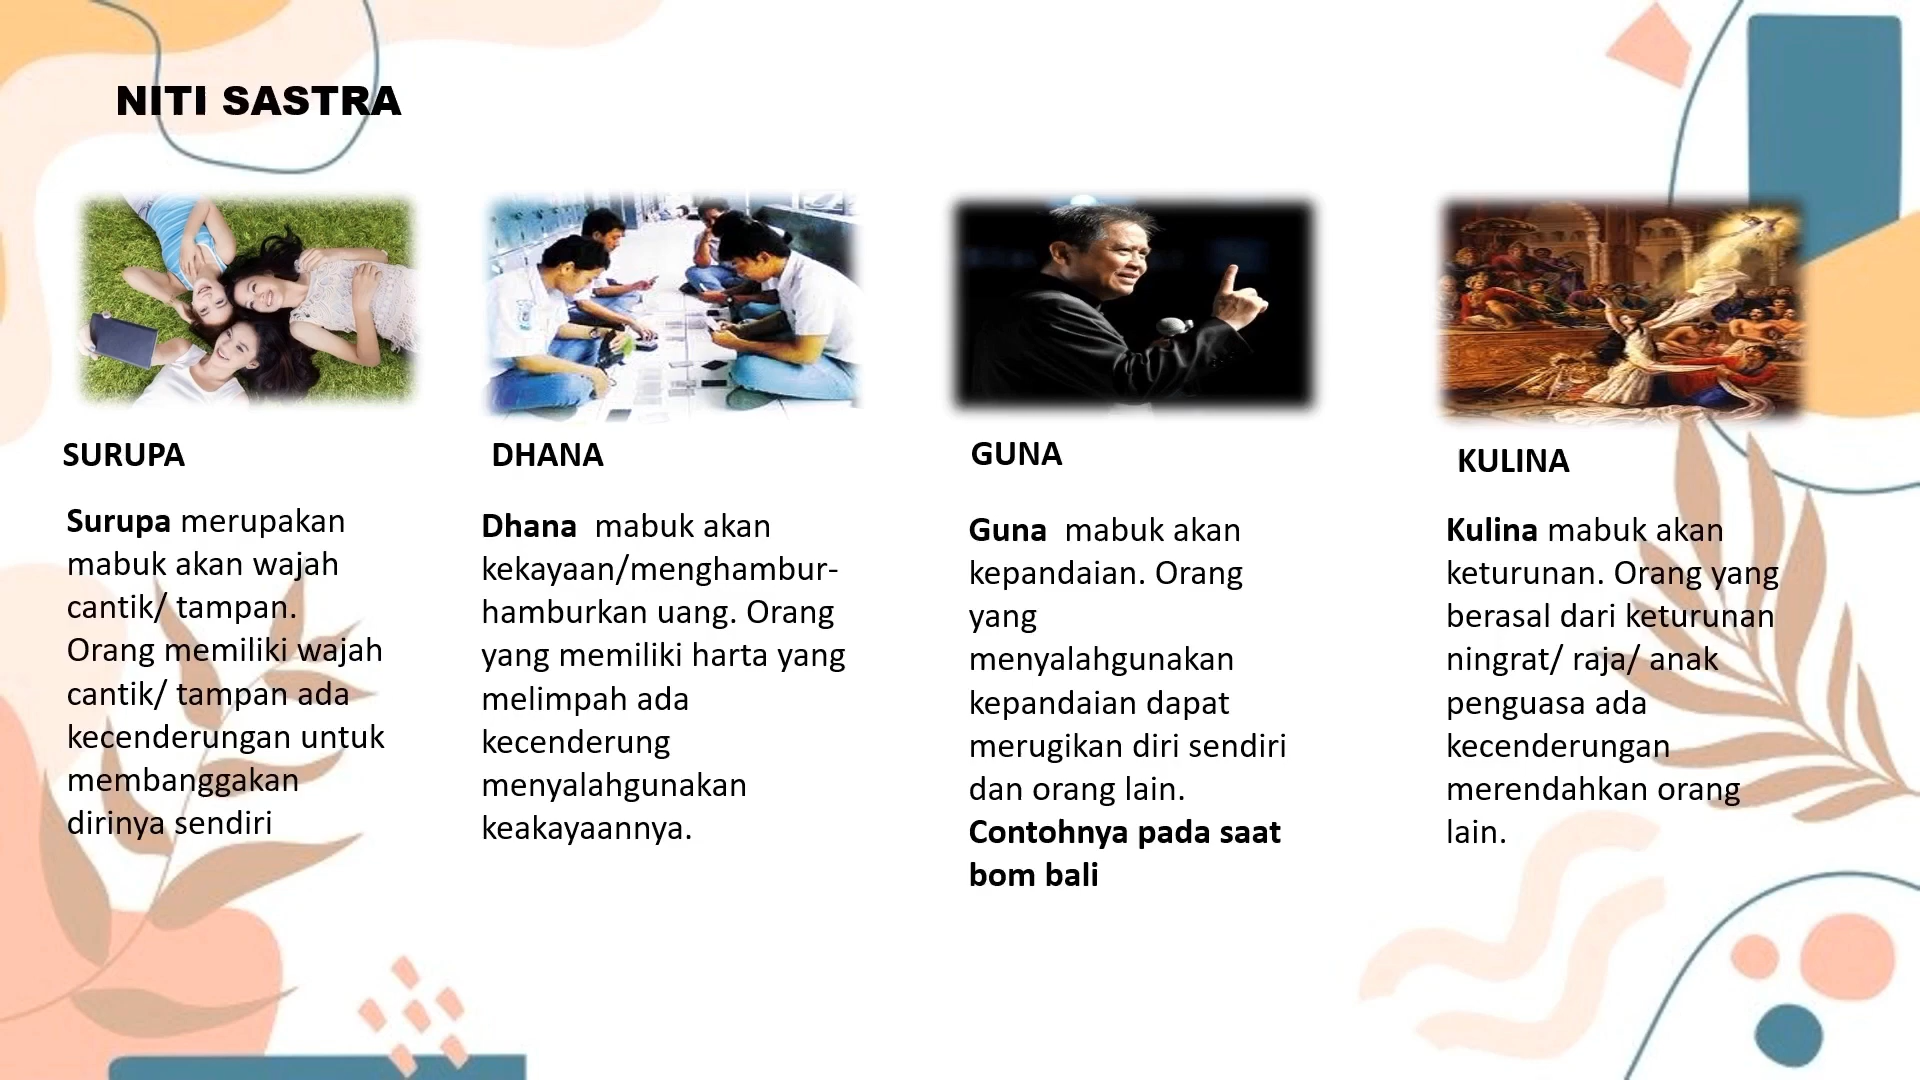 NITI SASTRA
SURUPA
Surupa merupakan
mabuk akan wajah
cantik/ tampan.
Orang memiliki wajah
cantik/ tampan ada
kecenderungan untuk
membanggakan
dirinya sendiri
DHANA
Dhana  mabuk akan
kekayaan/menghambur-
hamburkan uang. Orang
yang memiliki harta yang
melimpah ada
kecenderung
menyalahgunakan
keakayaannya.
GUNA
Guna  mabuk akan
kepandaian. Orang
yang
menyalahgunakan
kepandaian dapat
merugikan diri sendiri
dan orang lain.
Contohnya pada saat
bom bali
KULINA
Kulina mabuk akan
keturunan. Orang yang
berasal dari keturunan
ningrat/ raja/ anak
penguasa ada
kecenderungan
merendahkan orang
lain.